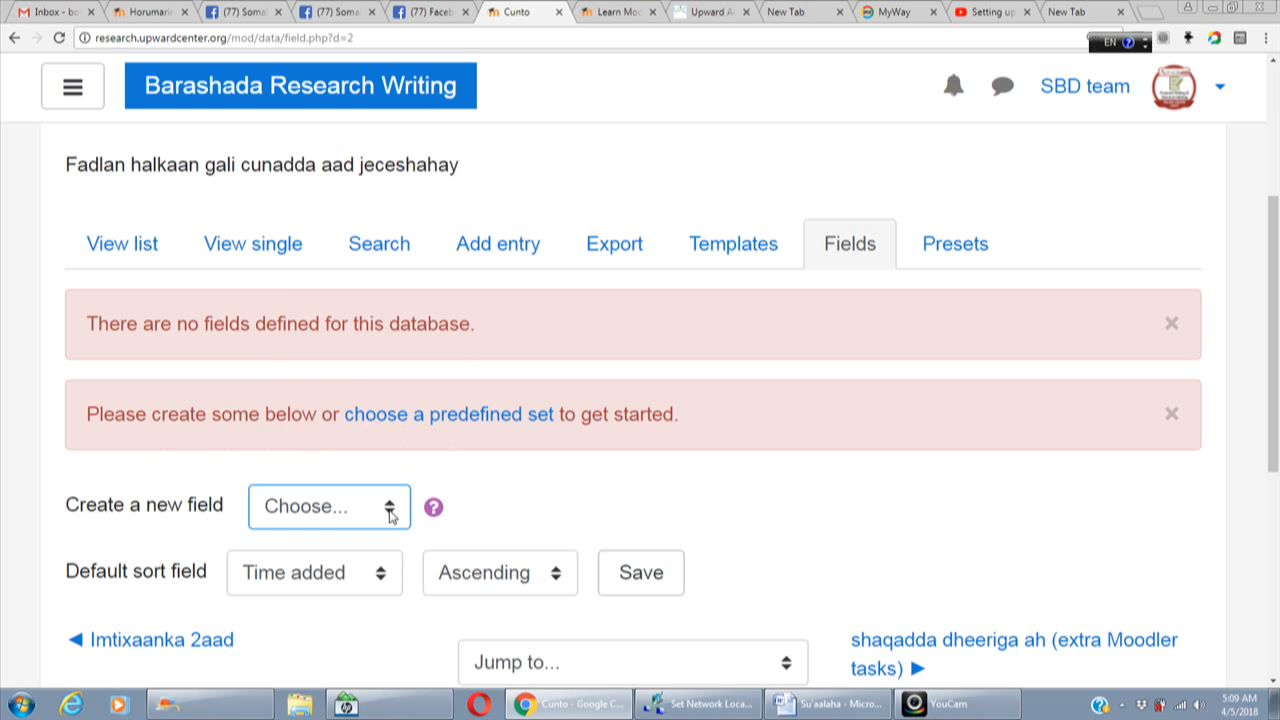 Inbox - bo
Horumarin
(77) Soma
(77) Soma
(77) Faceb
Cunto
Learn Moo
Upward A
New Tab
MyWay
Setting up
New Tab
research.upwardcenter.org/mod/data/field.php?d=2
EN
Barashada Research Writing
SBD team
Fadlan halkaan gali cunadda aad jeceshahay
View list
View single
Search
Add entry
Export
Templates
Fields
Presets
There are no fields defined for this database.
Please create some below or choose a predefined set to get started.
Create a new field
Choose...
Default sort field
Time added
Ascending
Save
◀ Imtixaanka 2aad
Jump to...
shaqadda dheeriga ah (extra Moodler
tasks) ▶
Cunto - Google C...
Set Network Loca...
Su'aalaha - Micro...
YouCam
5:09 AM
4/5/2018